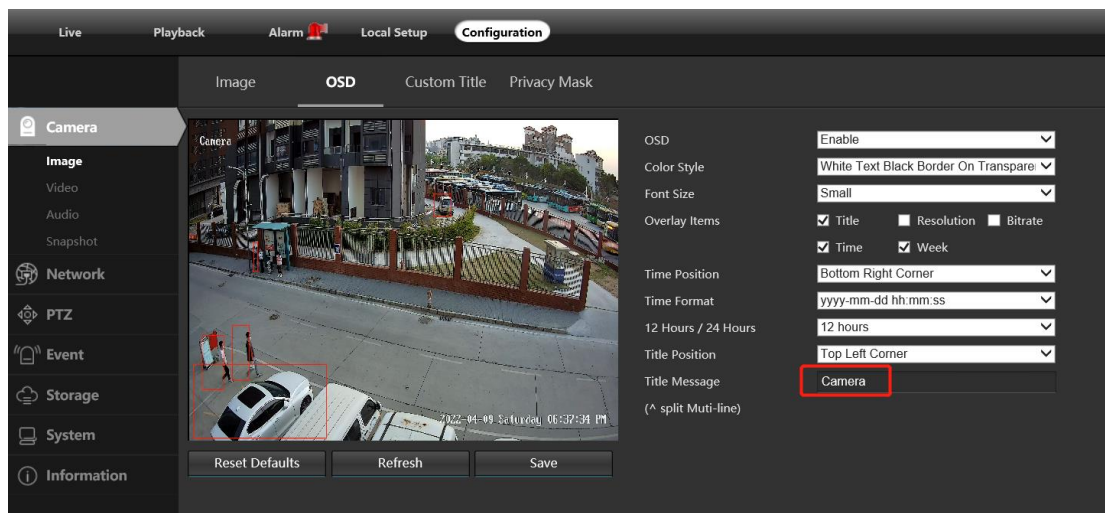 Live Playback Alarm Local Setup Configuration
Image OSD Custom Title Privacy Mask
Camera
Image
Video
Audio
Snapshot
Network
PTZ
Event
Storage
System
Information
Camera
2022-04-09 Saturday 06:37:34 PM
Reset Defaults Refresh Save
OSD Enable
Color Style White Text Black Border On Transparer
Font Size Small
Overlay Items Title Resolution Bitrate
Time Week
Time Position Bottom Right Corner
Time Format yyyy-mm-dd hh:mm:ss
12 Hours / 24 Hours 12 hours
Title Position Top Left Corner
Title Message Camera
(^ split Muti-line)